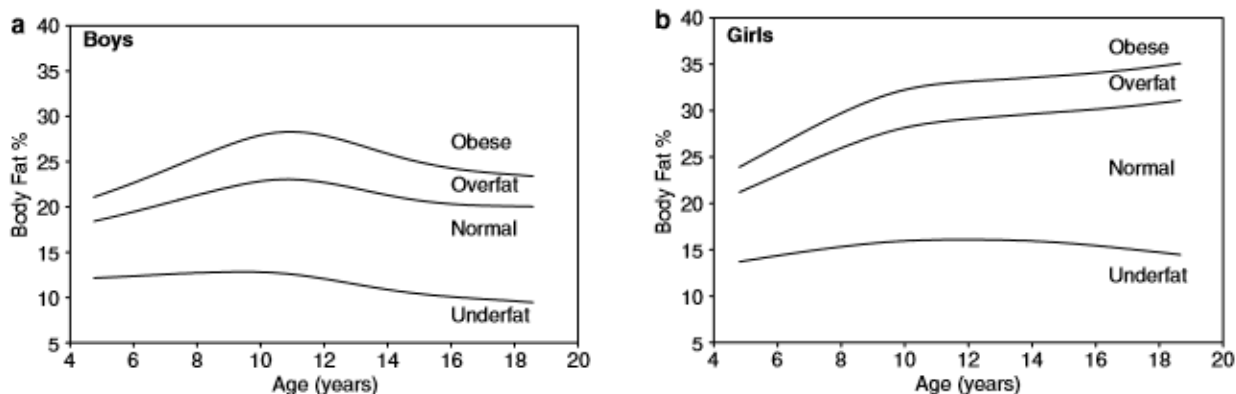 a
Boys
40
35
30
25
20
15
10
5
Body Fat %
Obese
Overfat
Normal
Underfat
4 6 8 10 12 14 16 18 20
Age (years)
b
Girls
40
35
30
25
20
15
10
5
Body Fat %
Obese
Overfat
Normal
Underfat
4 6 8 10 12 14 16 18 20
Age (years)